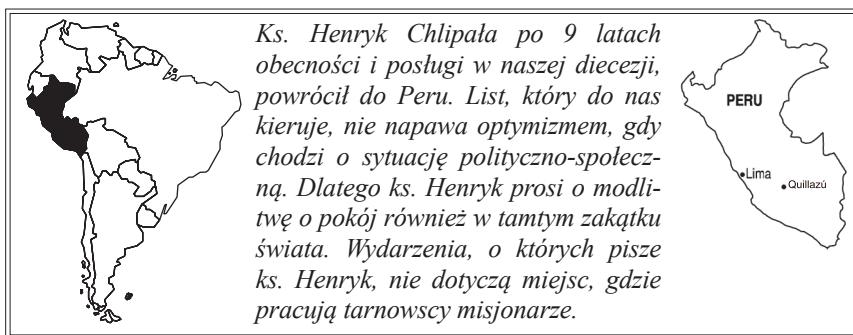 Ks. Henryk Chlipała po 9 latach
obecności i posługi w naszej diecezji,
powrócił do Peru. List, który do nas
kieruje, nie napawa optymizmem, gdy
chodzi o sytuację polityczno-społecz-
ną. Dlatego ks. Henryk prosi o modli-
twę o pokój również w tamtym zakątku
świata. Wydarzenia, o których pisze
ks. Henryk, nie dotyczą miejsc, gdzie
pracują tarnowscy misjonarze.
PERU
Lima
Quillazú